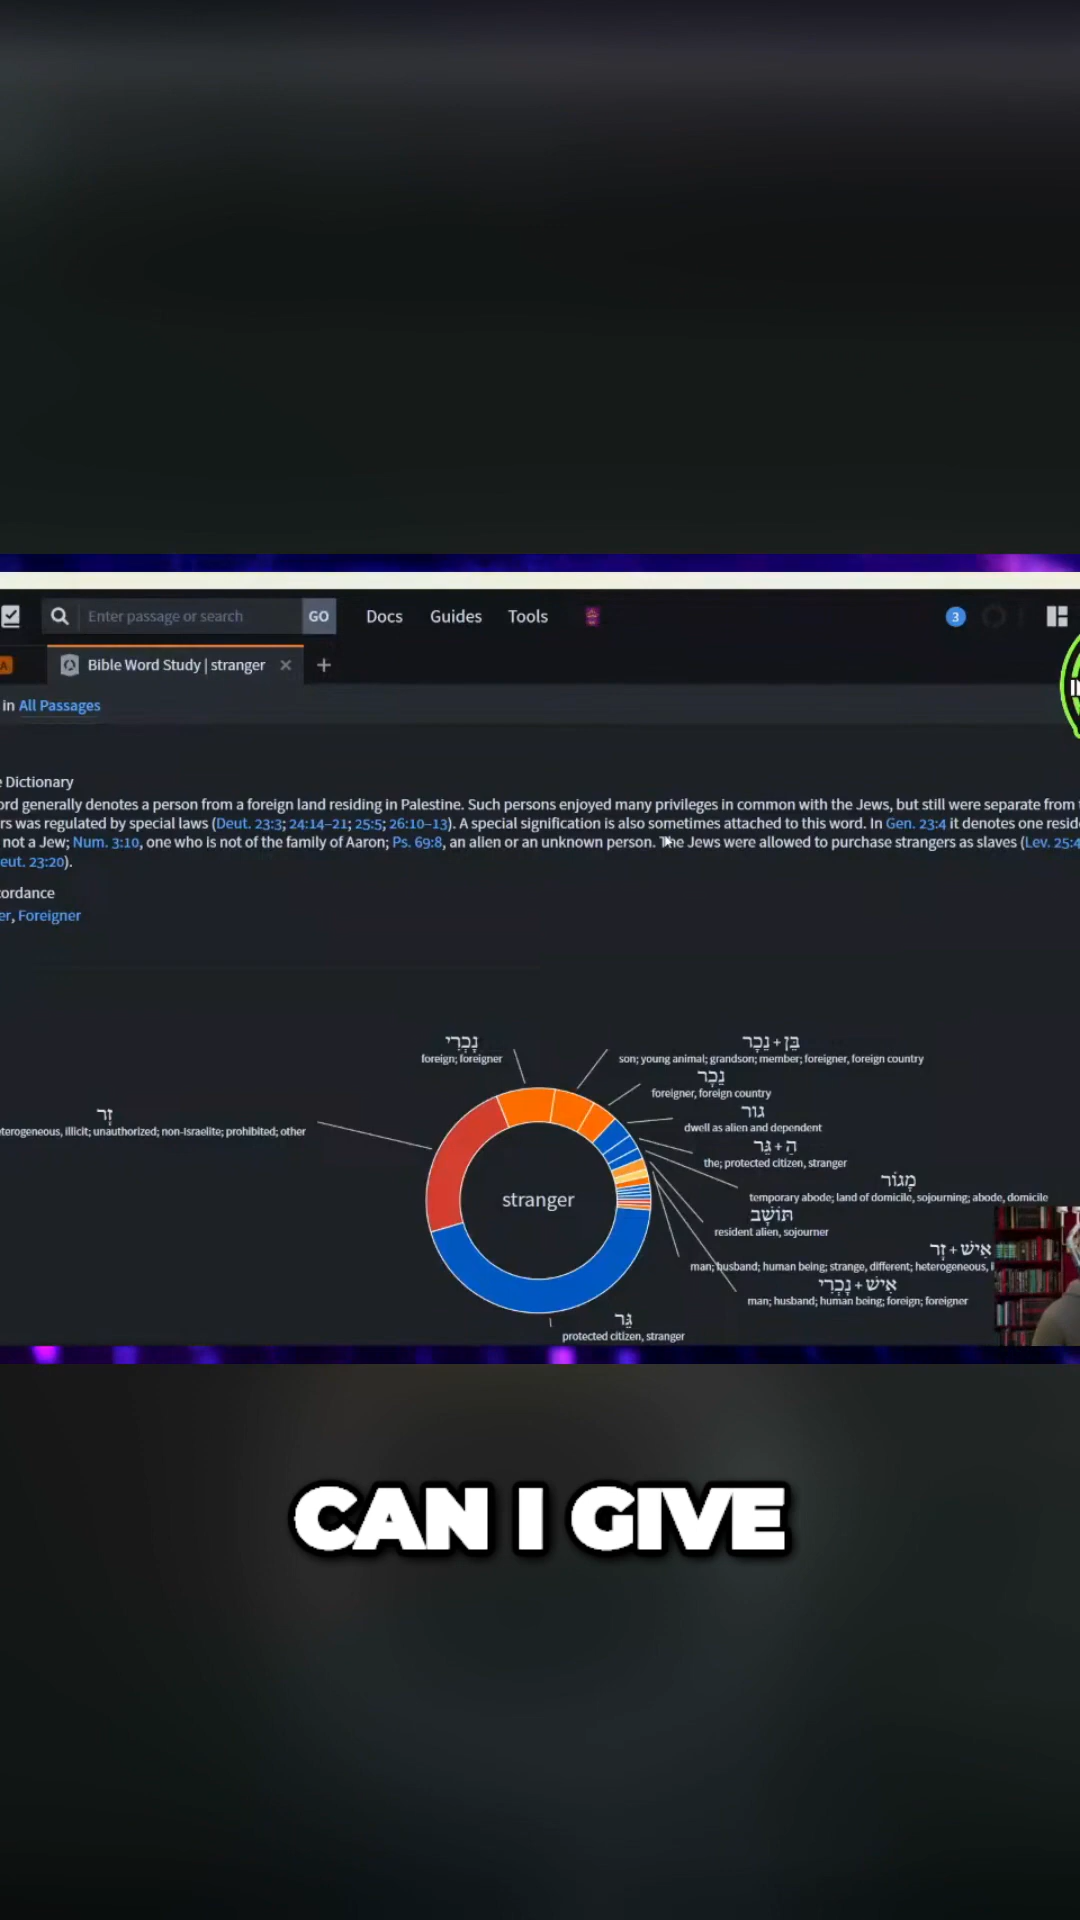 Enter passage or search GO Docs Guides Tools 3
A Bible Word Study | stranger × +
in All Passages
e Dictionary
ord generally denotes a person from a foreign land residing in Palestine. Such persons enjoyed many privileges in common with the Jews, but still were separate from
rs was regulated by special laws (Deut. 23:3; 24:14–21; 25:5; 26:10–13). A special signification is also sometimes attached to this word. In Gen. 23:4 it denotes one resid
not a Jew; Num. 3:10, one who is not of the family of Aaron; Ps. 69:8, an alien or an unknown person. The Jews were allowed to purchase strangers as slaves (Lev. 25:4
eut. 23:20).
cordance
er, Foreigner
נָכְרִי
foreign; foreigner
בֵּן + נֵכָר
son; young animal; grandson; member; foreigner, foreign country
נֵכָר
foreigner, foreign country
זָר
terogeneous, illicit; unauthorized; non-Israelite; prohibited; other
גור
dwell as alien and dependent
הַ + גֵּר
the; protected citizen, stranger
מְגוֹר
temporary abode; land of domicile, sojourning; abode, domicile
stranger
תּוֹשָׁב
resident alien, sojourner
אִישׁ + זָר
man; husband; human being; strange, different; heterogeneous,
אִישׁ + נָכְרִי
man; husband; human being; foreign; foreigner
גֵּר
protected citizen, stranger
CAN I GIVE